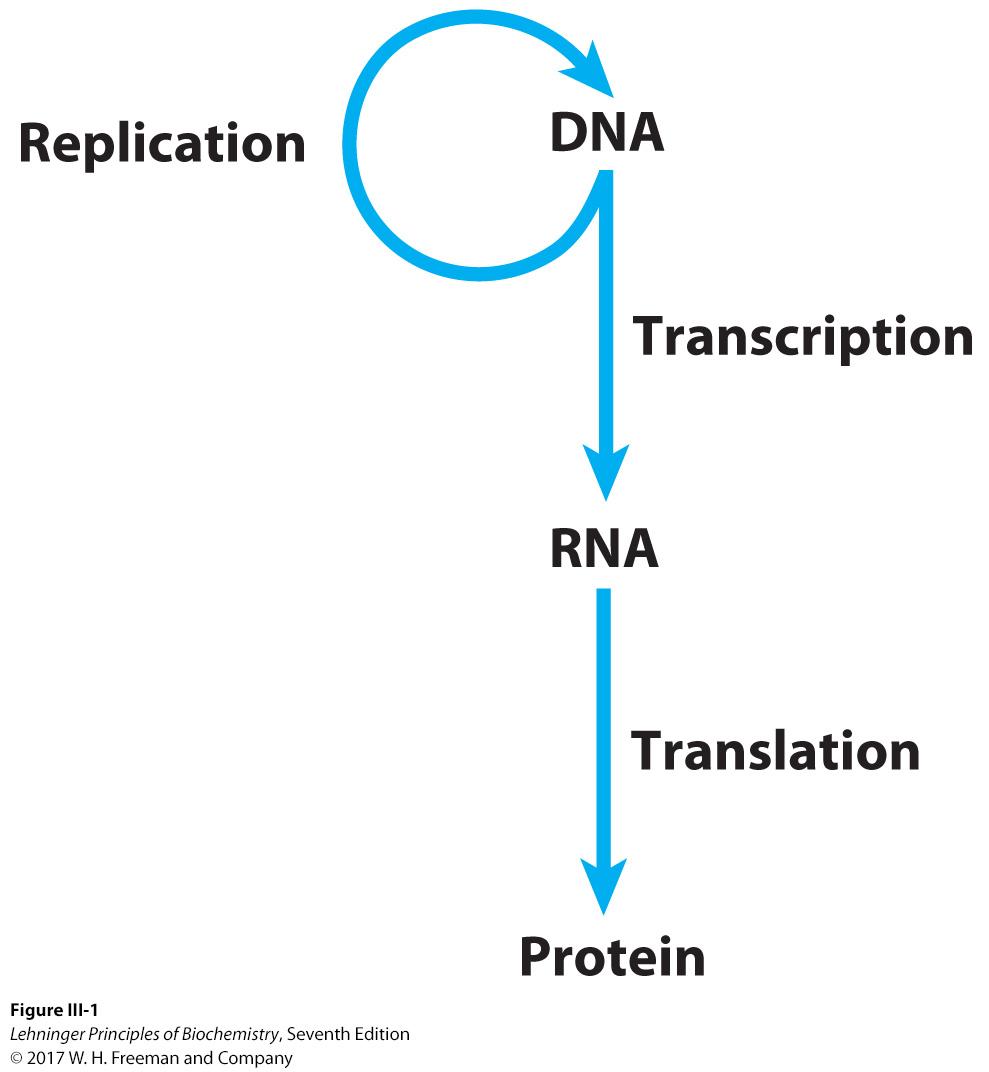 Replication
DNA
Transcription
RNA
Translation
Protein
Figure III-1
Lehninger Principles of Biochemistry, Seventh Edition
© 2017 W. H. Freeman and Company